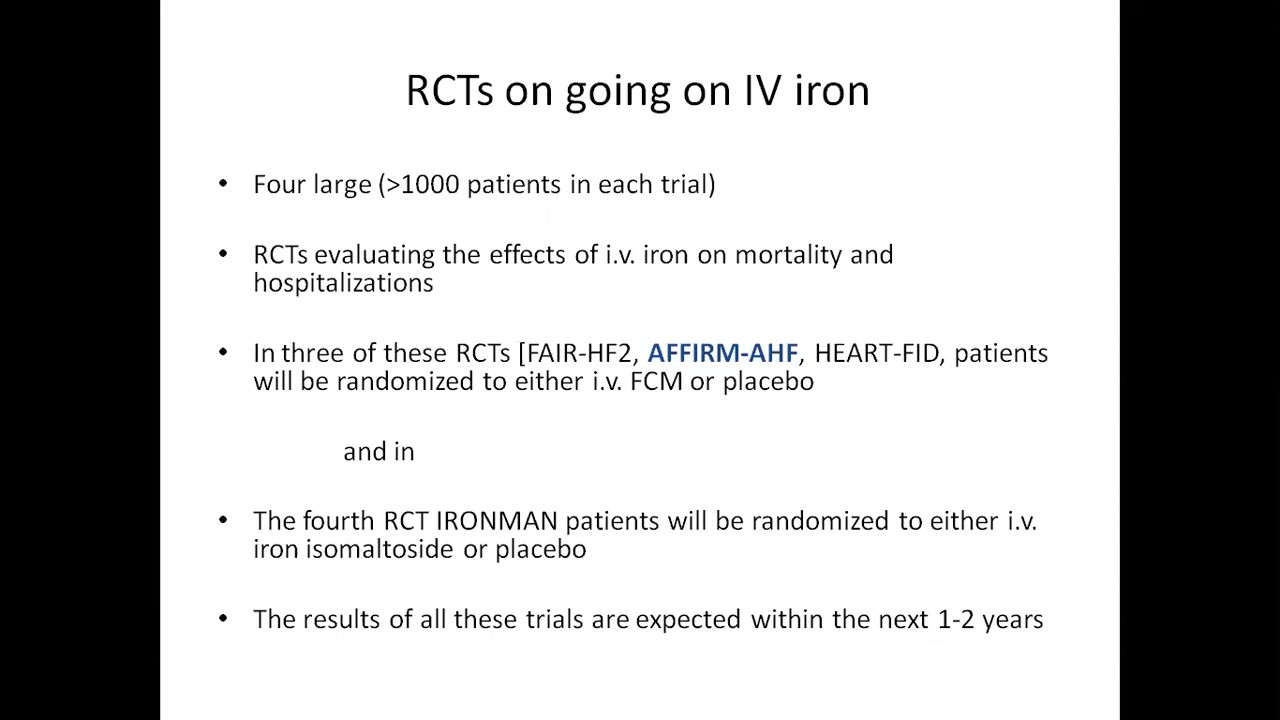 RCTs on going on IV iron
• Four large (>1000 patients in each trial)
• RCTs evaluating the effects of i.v. iron on mortality and
hospitalizations
• In three of these RCTs [FAIR-HF2, AFFIRM-AHF, HEART-FID, patients
will be randomized to either i.v. FCM or placebo
and in
• The fourth RCT IRONMAN patients will be randomized to either i.v.
iron isomaltoside or placebo
• The results of all these trials are expected within the next 1-2 years